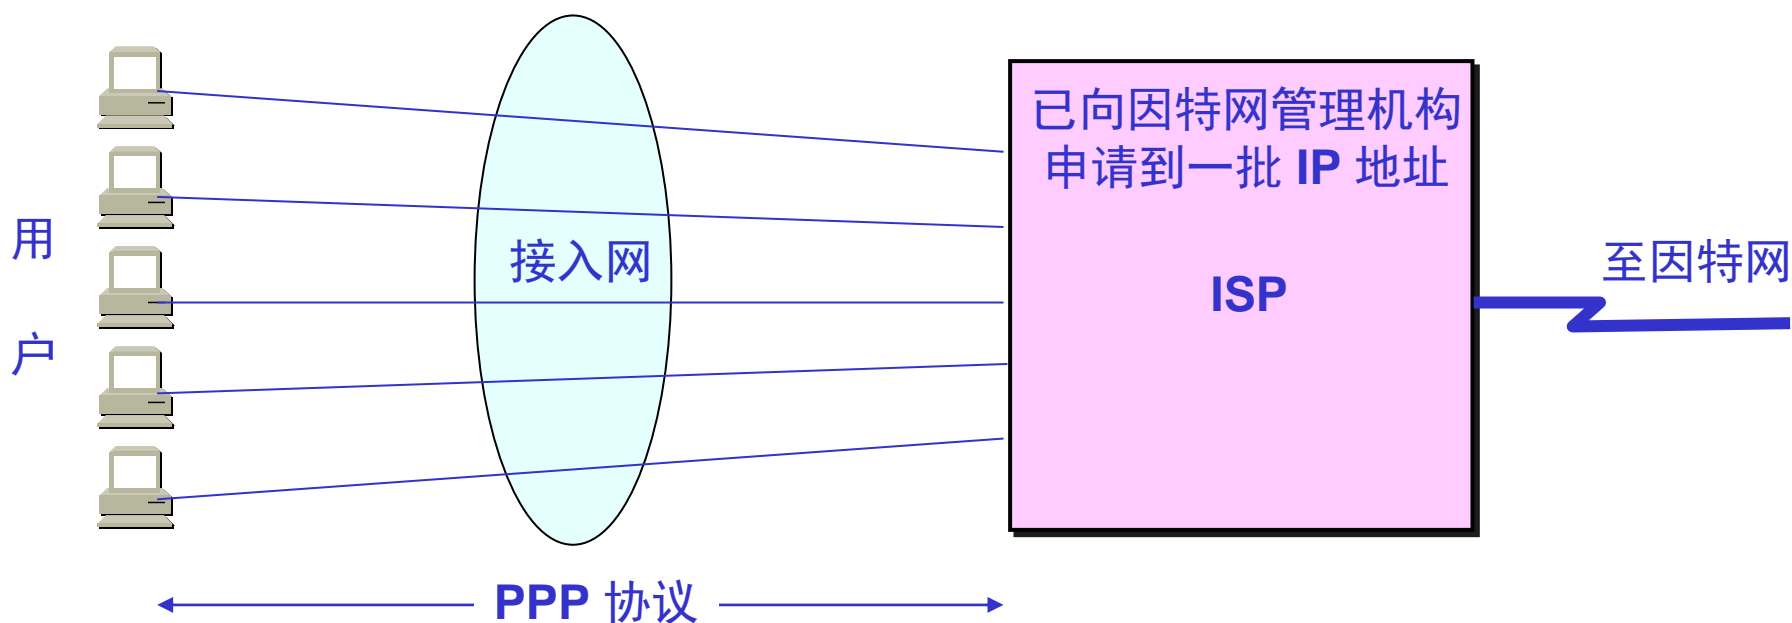 用
户
接入网
已向因特网管理机构
申请到一批 IP 地址
ISP
至因特网
PPP 协议